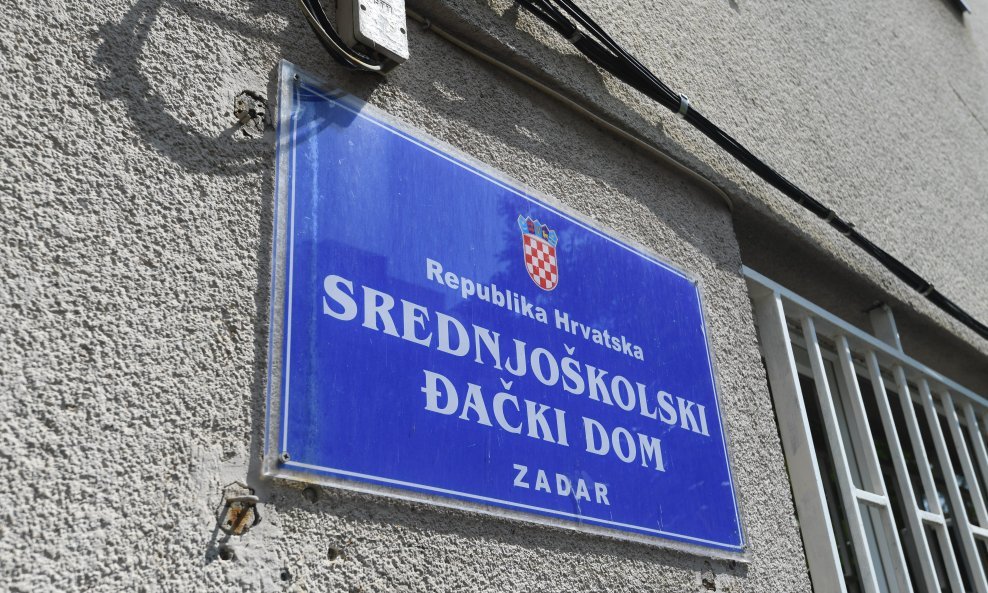 Republika Hrvatska
SREDNJOŠKOLSKI
ĐAČKI DOM
ZADAR